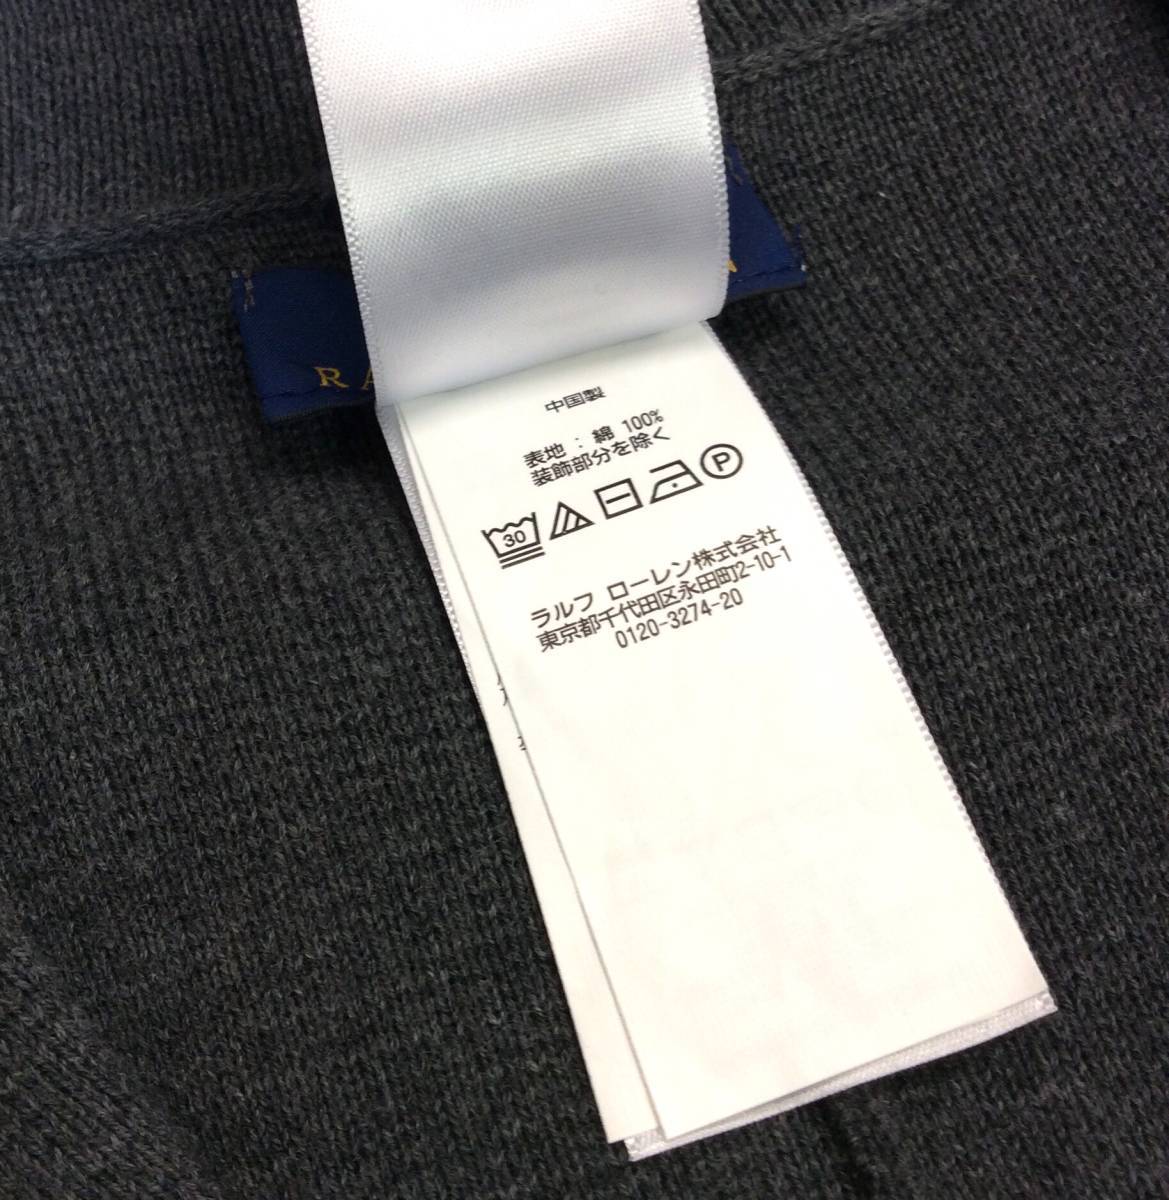 中国製
表地 : 綿 100%
装飾部分を除く
30
P
ラルフ ローレン株式会社
東京都千代田区永田町2-10-1
0120-3274-20